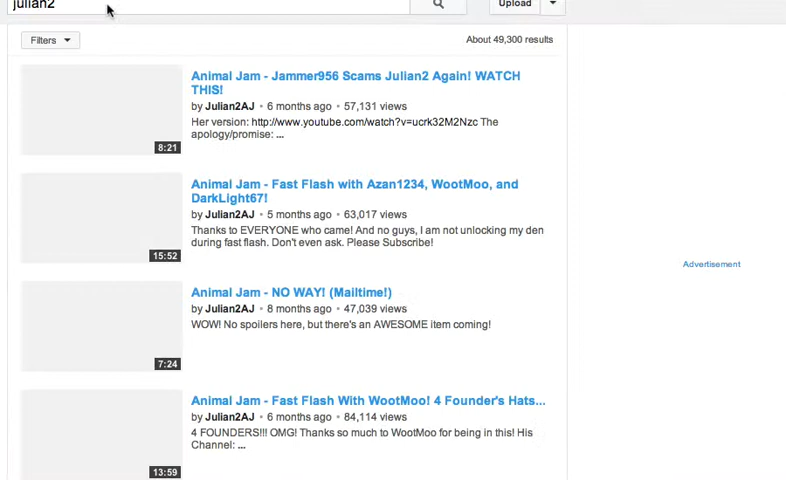 julian2
Upload
Filters
About 49,300 results
Animal Jam - Jammer956 Scams Julian2 Again! WATCH
THIS!
by Julian2AJ • 6 months ago • 57,131 views
Her version: http://www.youtube.com/watch?v=ucrk32M2Nzc The
apology/promise: ...
8:21
Animal Jam - Fast Flash with Azan1234, WootMoo, and
DarkLight67!
by Julian2AJ • 5 months ago • 63,017 views
Thanks to EVERYONE who came! And no guys, I am not unlocking my den
during fast flash. Don't even ask. Please Subscribe!
15:52
Advertisement
Animal Jam - NO WAY! (Mailtime!)
by Julian2AJ • 8 months ago • 47,039 views
WOW! No spoilers here, but there's an AWESOME item coming!
7:24
Animal Jam - Fast Flash With WootMoo! 4 Founder's Hats...
by Julian2AJ • 6 months ago • 84,114 views
4 FOUNDERS!!! OMG! Thanks so much to WootMoo for being in this! His
Channel: ...
13:59